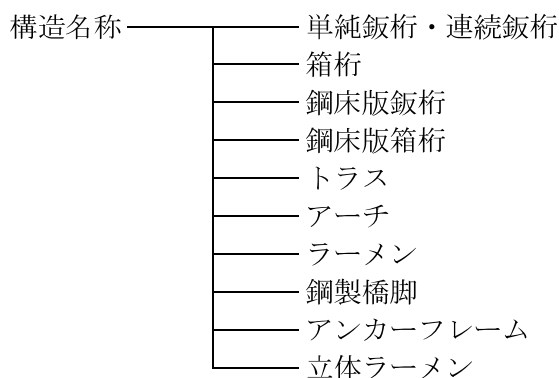 構造名称 単純鈑桁・連続鈑桁
箱桁
鋼床版鈑桁
鋼床版箱桁
トラス
アーチ
ラーメン
鋼製橋脚
アンカーフレーム
立体ラーメン